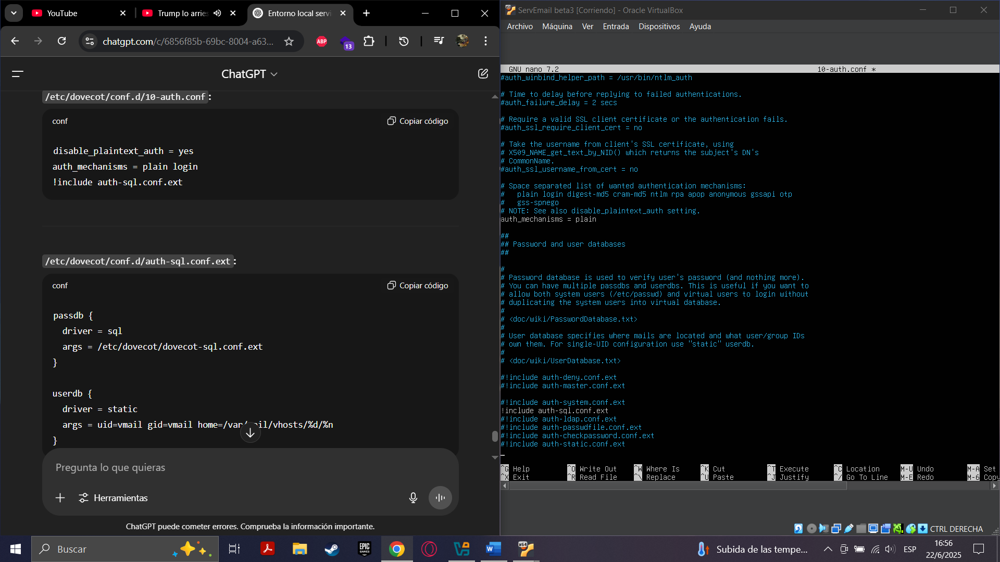 YouTube
Trump lo arries
Entorno local servi
chatgpt.com/c/6856f85b-69bc-8004-a63...
ABP
13
ChatGPT
/etc/dovecot/conf.d/10-auth.conf:
conf
Copiar código
disable_plaintext_auth = yes
auth_mechanisms = plain login
!include auth-sql.conf.ext
/etc/dovecot/conf.d/auth-sql.conf.ext:
conf
Copiar código
passdb {
driver = sql
args = /etc/dovecot/dovecot-sql.conf.ext
}
userdb {
driver = static
args = uid=vmail gid=vmail home=/var/mail/vhosts/%d/%n
}
Pregunta lo que quieras
Herramientas
ChatGPT puede cometer errores. Comprueba la información importante.
ServEmail beta3 [Corriendo] - Oracle VirtualBox
Archivo Máquina Ver Entrada Dispositivos Ayuda
GNU nano 7.2 10-auth.conf *
#auth_winbind_helper_path = /usr/bin/ntlm_auth
# Time to delay before replying to failed authentications.
#auth_failure_delay = 2 secs
# Require a valid SSL client certificate or the authentication fails.
#auth_ssl_require_client_cert = no
# Take the username from client's SSL certificate, using
# X509_NAME_get_text_by_NID() which returns the subject's DN's
# CommonName.
#auth_ssl_username_from_cert = no
# Space separated list of wanted authentication mechanisms:
#   plain login digest-md5 cram-md5 ntlm rpa apop anonymous gssapi otp
#   gss-spnego
# NOTE: See also disable_plaintext_auth setting.
auth_mechanisms = plain
##
## Password and user databases
##
#
# Password database is used to verify user's password (and nothing more).
# You can have multiple passdbs and userdbs. This is useful if you want to
# allow both system users (/etc/passwd) and virtual users to login without
# duplicating the system users into virtual database.
#
# <doc/wiki/PasswordDatabase.txt>
#
# User database specifies where mails are located and what user/group IDs
# own them. For single-UID configuration use "static" userdb.
#
# <doc/wiki/UserDatabase.txt>
#!include auth-deny.conf.ext
#!include auth-master.conf.ext
#!include auth-system.conf.ext
!include auth-sql.conf.ext
#!include auth-ldap.conf.ext
#!include auth-passwdfile.conf.ext
#!include auth-checkpassword.conf.ext
#!include auth-static.conf.ext
^G Help ^O Write Out ^W Where Is ^K Cut ^T Execute ^C Location M-U Undo M-A Set
^X Exit ^R Read File ^\ Replace ^U Paste ^J Justify ^/ Go To Line M-E Redo M-6 Copy
CTRL DERECHA
Buscar
EPIC GAMES
x64
Subida de las tempe...
ESP
16:56
22/6/2025